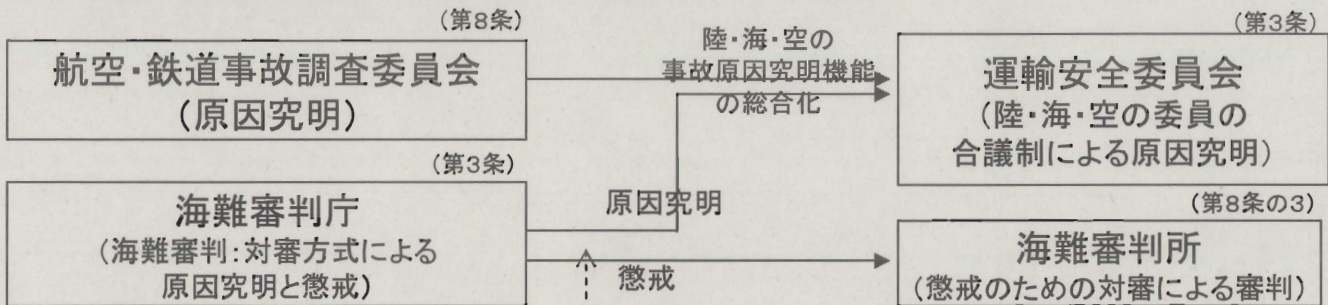 (第8条)
航空・鉄道事故調査委員会
(原因究明)
陸・海・空の
事故原因究明機能
の総合化
(第3条)
運輸安全委員会
(陸・海・空の委員の
合議制による原因究明)
(第3条)
海難審判庁
(海難審判:対審方式による
原因究明と懲戒)
原因究明
懲戒
(第8条の3)
海難審判所
(懲戒のための対審による審判)